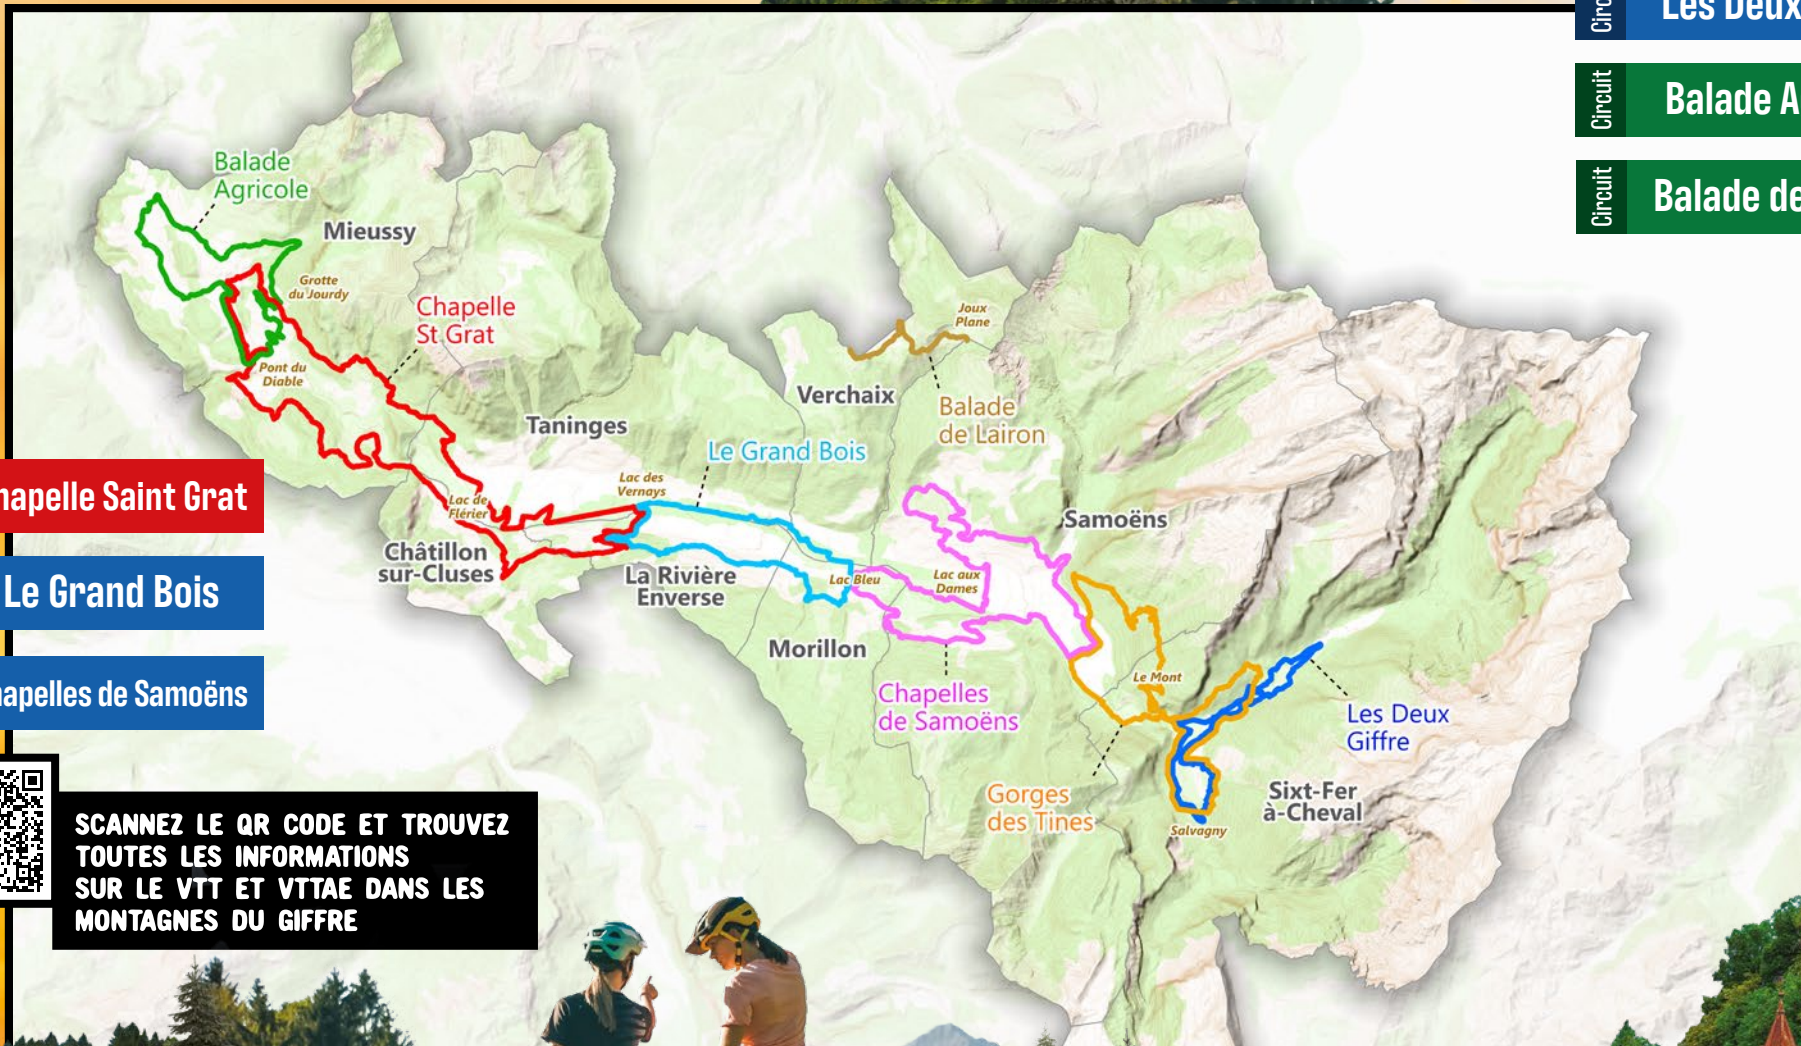 Circuit
Balade
Circuit
Balade de
Les Deux
Balade
Agricole
Mieussy
Grotte
du Jourdy
Chapelle
St Grat
Pont du
Diable
Joux
Plane
Verchaix
Balade
de Lairon
Taninges
Le Grand Bois
Lac des
Vernays
Lac de
Flérier
Châtillon
sur-Cluses
La Rivière
Enverse
Lac Bleu
Lac aux
Dames
Samoëns
Morillon
Chapelles
de Samoëns
Le Mont
Les Deux
Giffre
Gorges
des Tines
Sixt-Fer
à-Cheval
Salvagny
hapelle Saint Grat
Le Grand Bois
hapelles de Samoëns
SCANNEZ LE QR CODE ET TROUVEZ
TOUTES LES INFORMATIONS
SUR LE VTT ET VTTAE DANS LES
MONTAGNES DU GIFFRE